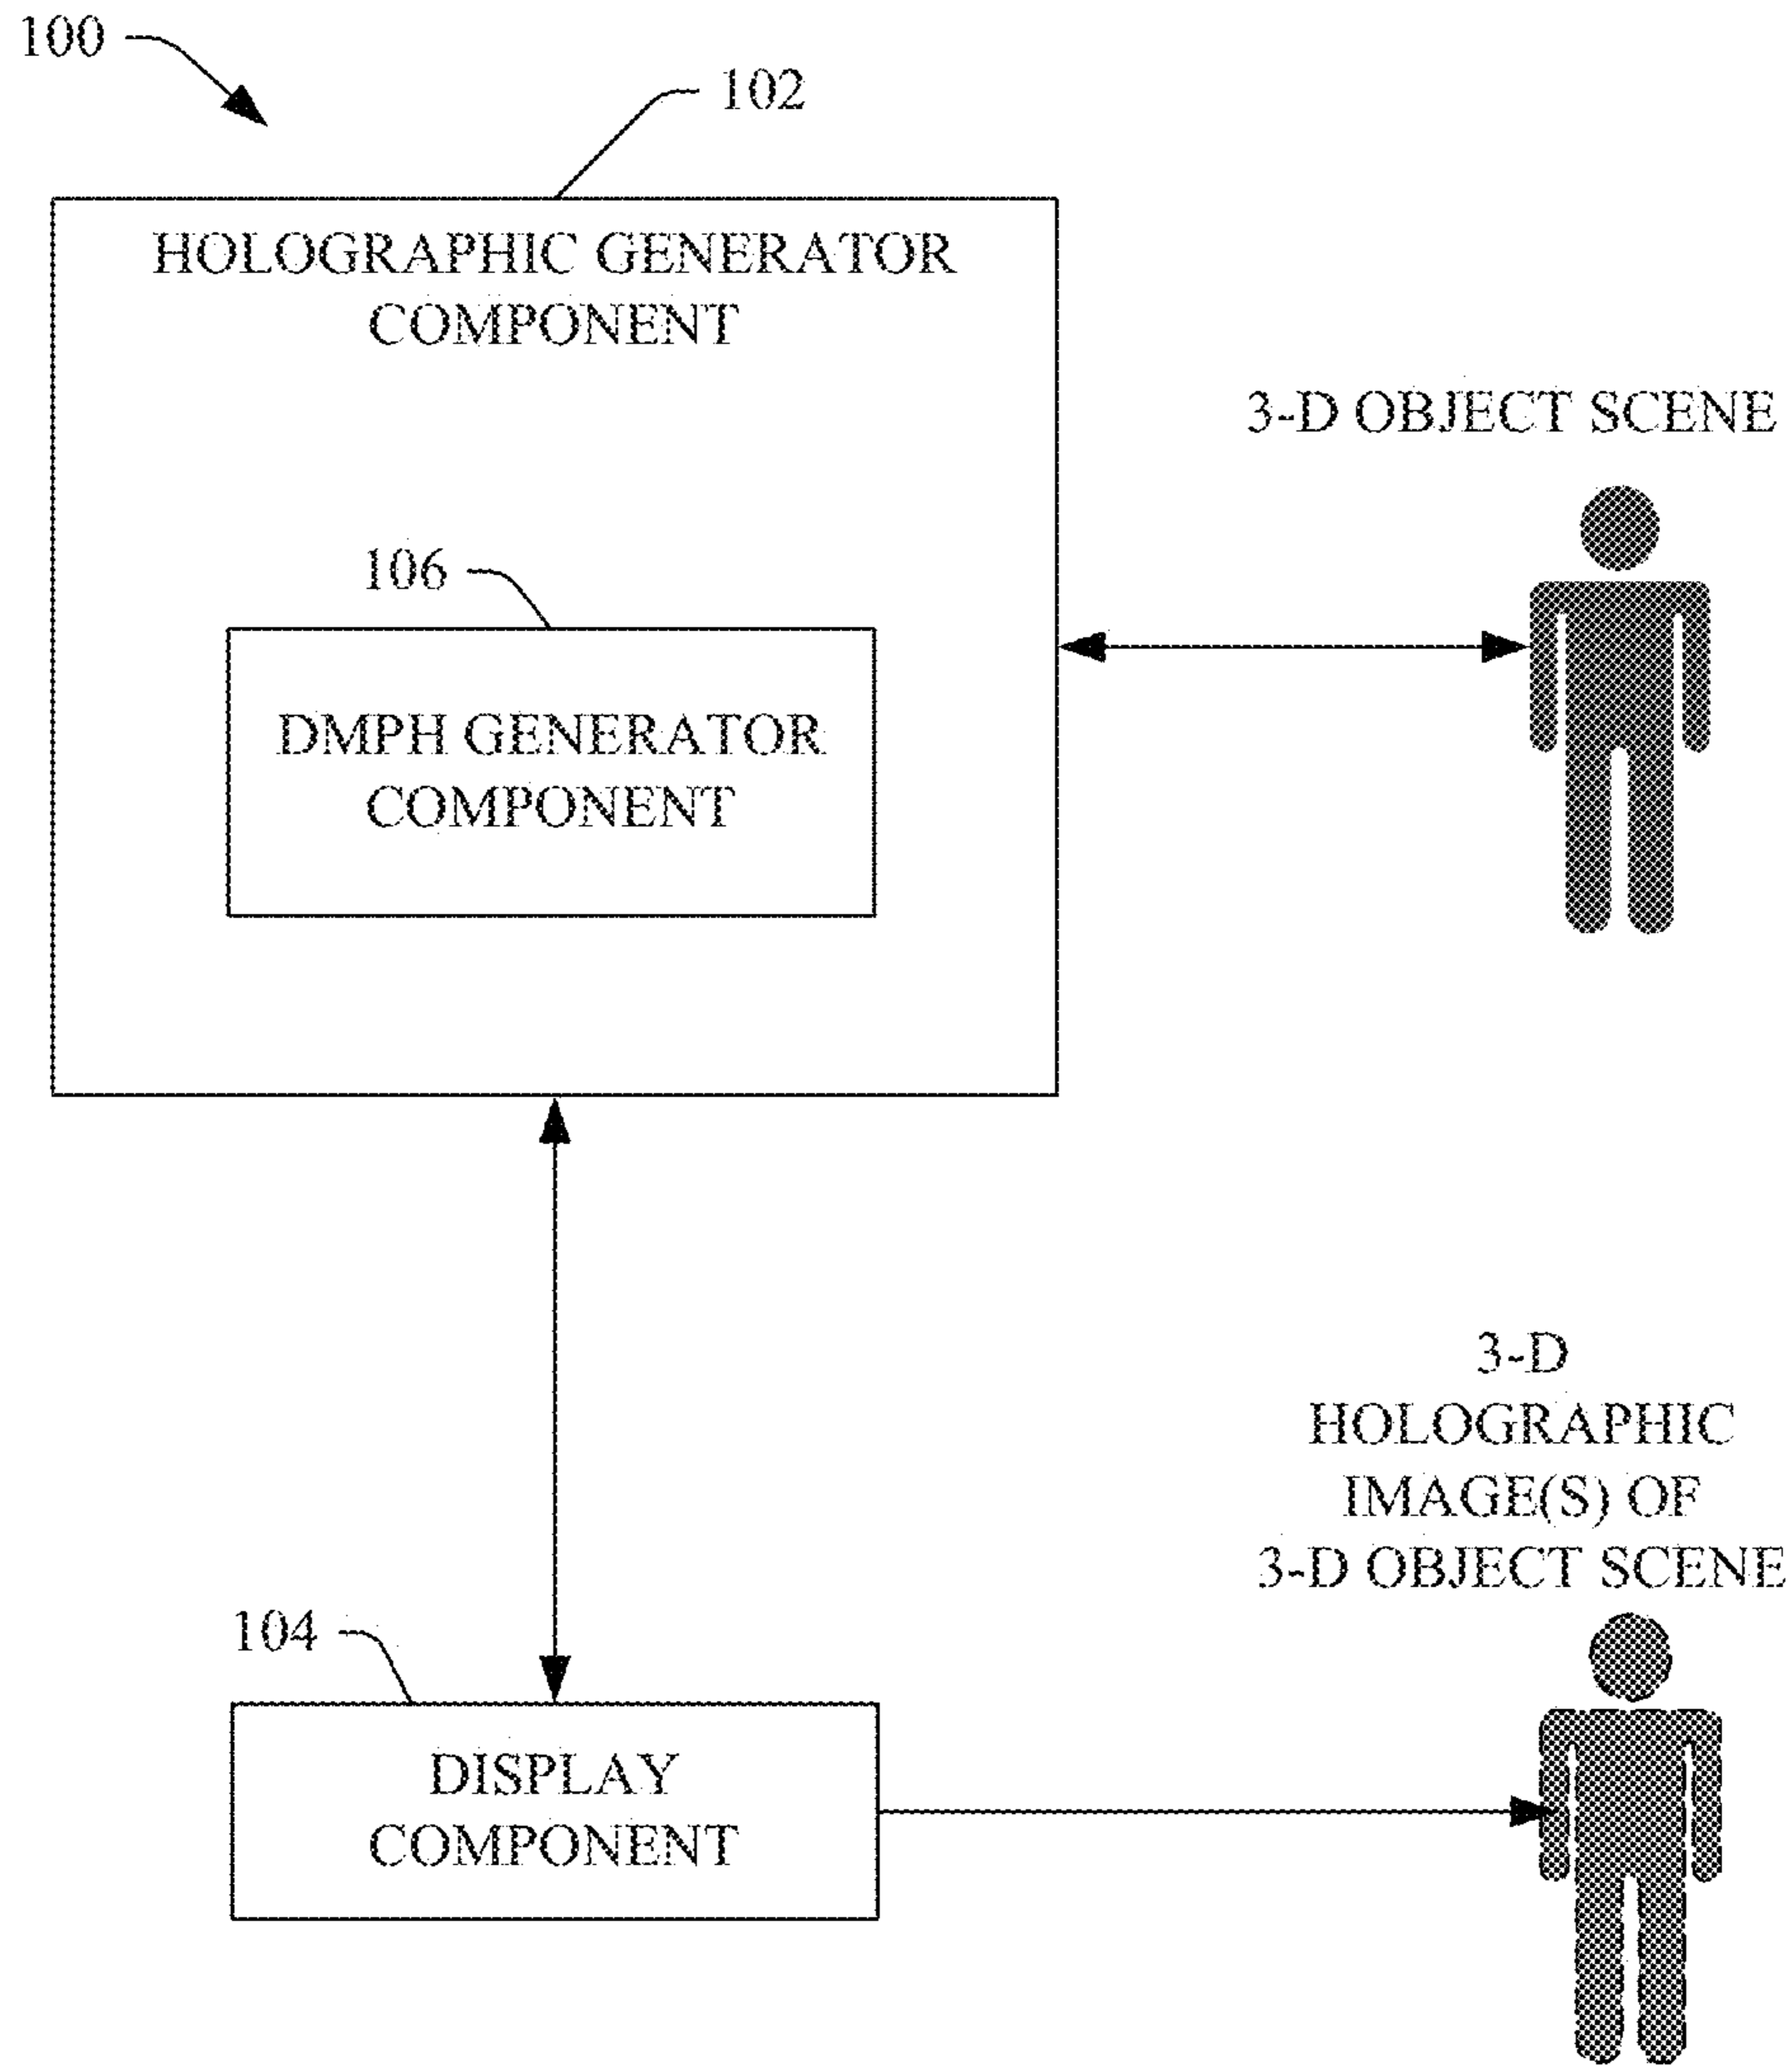 100
102
HOLOGRAPHIC GENERATOR
COMPONENT
3-D OBJECT SCENE
106
DMPH GENERATOR
COMPONENT
3-D
HOLOGRAPHIC
IMAGE(S) OF
3-D OBJECT SCENE
104
DISPLAY
COMPONENT